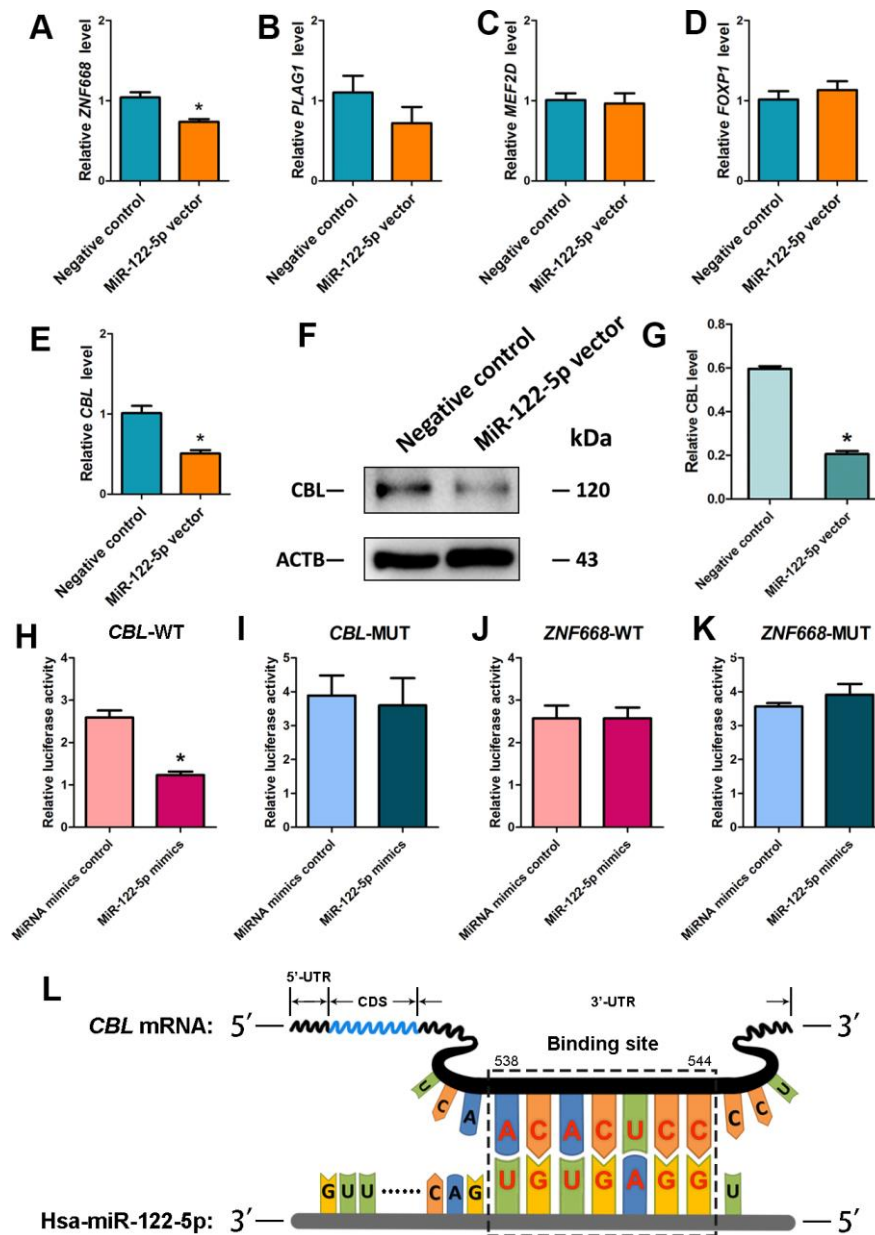 A
Relative ZNF668 level
2
1
0
*
Negative control
MiR-122-5p vector
B
Relative PLAG1 level
2
1
0
Negative control
MiR-122-5p vector
C
Relative MEF2D level
2
1
0
Negative control
MiR-122-5p vector
D
Relative FOXP1 level
2
1
0
Negative control
MiR-122-5p vector
E
Relative CBL level
2
1
0
*
Negative control
MiR-122-5p vector
F
Negative control
MiR-122-5p vector
kDa
CBL— — 120
ACTB— — 43
G
Relative CBL level
0.8
0.6
0.4
0.2
0.0
*
Negative control
MiR-122-5p vector
H
CBL-WT
Relative luciferase activity
4
3
2
1
0
*
MiRNA mimics control
MiR-122-5p mimics
I
CBL-MUT
Relative luciferase activity
5
4
3
2
1
0
MiRNA mimics control
MiR-122-5p mimics
J
ZNF668-WT
Relative luciferase activity
4
3
2
1
0
MiRNA mimics control
MiR-122-5p mimics
K
ZNF668-MUT
Relative luciferase activity
5
4
3
2
1
0
MiRNA mimics control
MiR-122-5p mimics
L
5'-UTR
CDS
3'-UTR
CBL mRNA: 5' — — 3'
Binding site
538 544
U C A A C A C U C C C C U
G U U ...... C A G U G U G A G G U
Hsa-miR-122-5p: 3' — — 5'